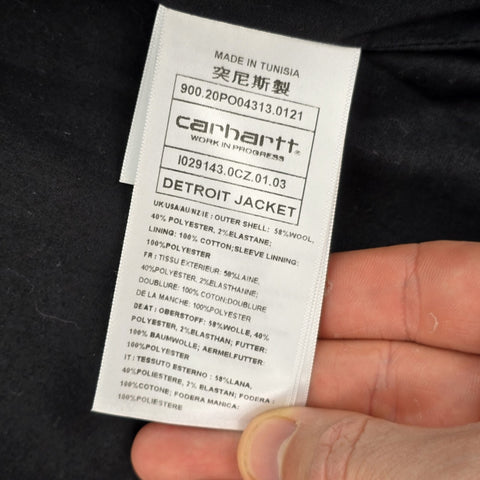 MADE IN TUNISIA
突尼斯製
900.20PO04313.0121
carhartt®
WORK IN PROGRESS
I029143.0CZ.01.03
DETROIT JACKET
UK/USA/AU/NZ/IE : OUTER SHELL: 58%WOOL,
40% POLYESTER, 2%ELASTANE;
LINING: 100% COTTON;SLEEVE LINNING:
100%POLYESTER
FR : TISSU EXTERIEUR: 58%LAINE,
40%POLYESTER, 2%ELASTHANNE;
DOUBLURE: 100% COTON;DOUBLURE
DE LA MANCHE: 100%POLYESTER
DE/AT : OBERSTOFF: 58%WOLLE, 40%
POLYESTER, 2%ELASTHAN; FUTTER:
100% BAUMWOLLE; AERMELFUTTER:
100%POLYESTER
IT : TESSUTO ESTERNO : 58%LANA,
40%POLIESTERE, 2% ELASTAN; FODERA :
100%COTONE; FODERA MANICA:
100%POLIESTERE